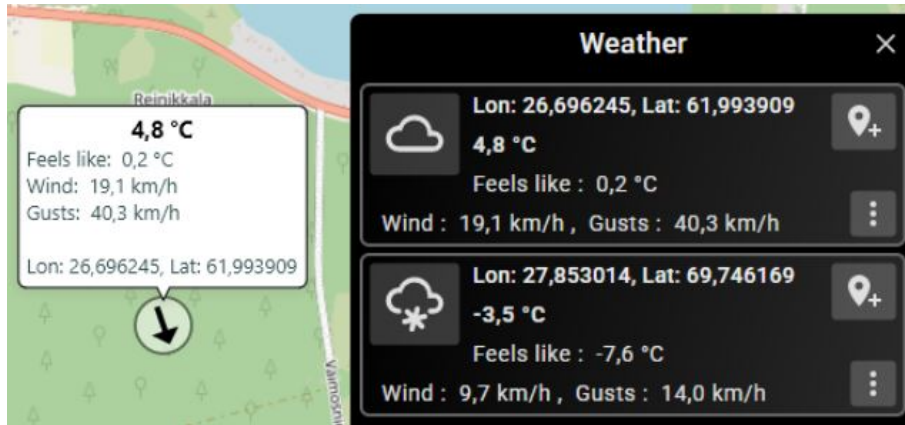 Reinikkala
4,8 °C
Feels like: 0,2 °C
Wind: 19,1 km/h
Gusts: 40,3 km/h
Lon: 26,696245, Lat: 61,993909
Weather
Lon: 26,696245, Lat: 61,993909
4,8 °C
Feels like : 0,2 °C
Wind : 19,1 km/h , Gusts : 40,3 km/h
Lon: 27,853014, Lat: 69,746169
-3,5 °C
Feels like : -7,6 °C
Wind : 9,7 km/h , Gusts : 14,0 km/h